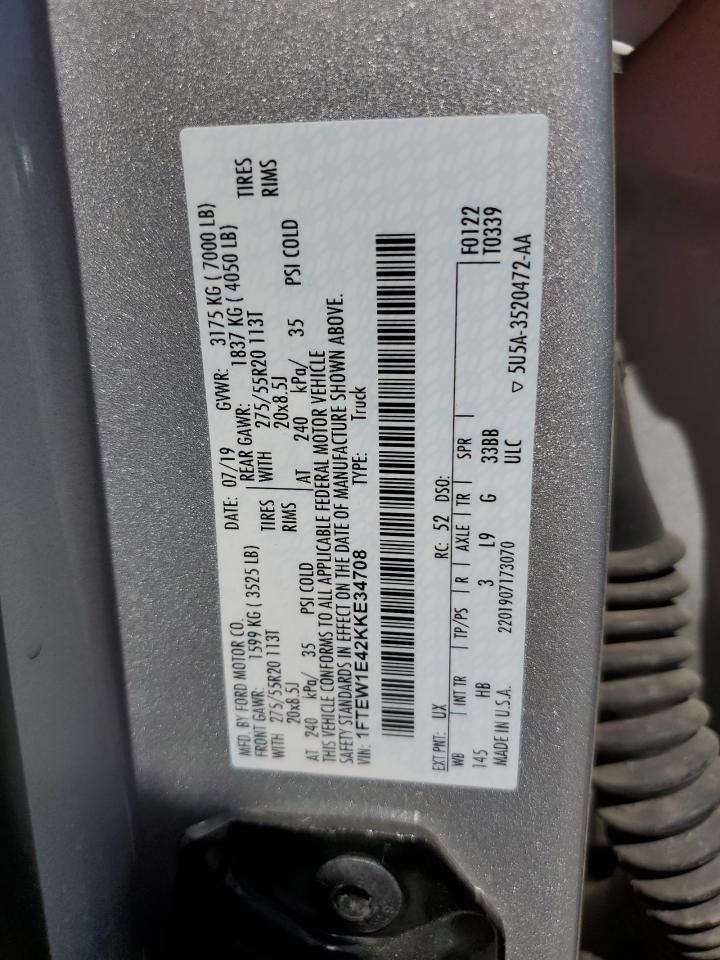 MFD. BY FORD MOTOR CO.
DATE: 07/19 GVWR: 3175 KG ( 7000 LB)
FRONT GAWR: 1599 KG ( 3525 LB) REAR GAWR: 1837 KG ( 4050 LB)
WITH 275/55R20 113T TIRES WITH 275/55R20 113T TIRES
20x8.5J RIMS 20x8.5J RIMS
AT 240 kPa/ 35 PSI COLD AT 240 kPa/ 35 PSI COLD
THIS VEHICLE CONFORMS TO ALL APPLICABLE FEDERAL MOTOR VEHICLE
SAFETY STANDARDS IN EFFECT ON THE DATE OF MANUFACTURE SHOWN ABOVE.
VIN: 1FTEW1E42KKE34708 TYPE: Truck
EXT PNT: UX RC: 52 DSO: F0122
WB INT TR TP/PS R AXLE TR SPR T0339
145 HB 3 L9 G 33BB
MADE IN U.S.A. 2201907173070 ULC ▽ 5U5A-3520472-AA